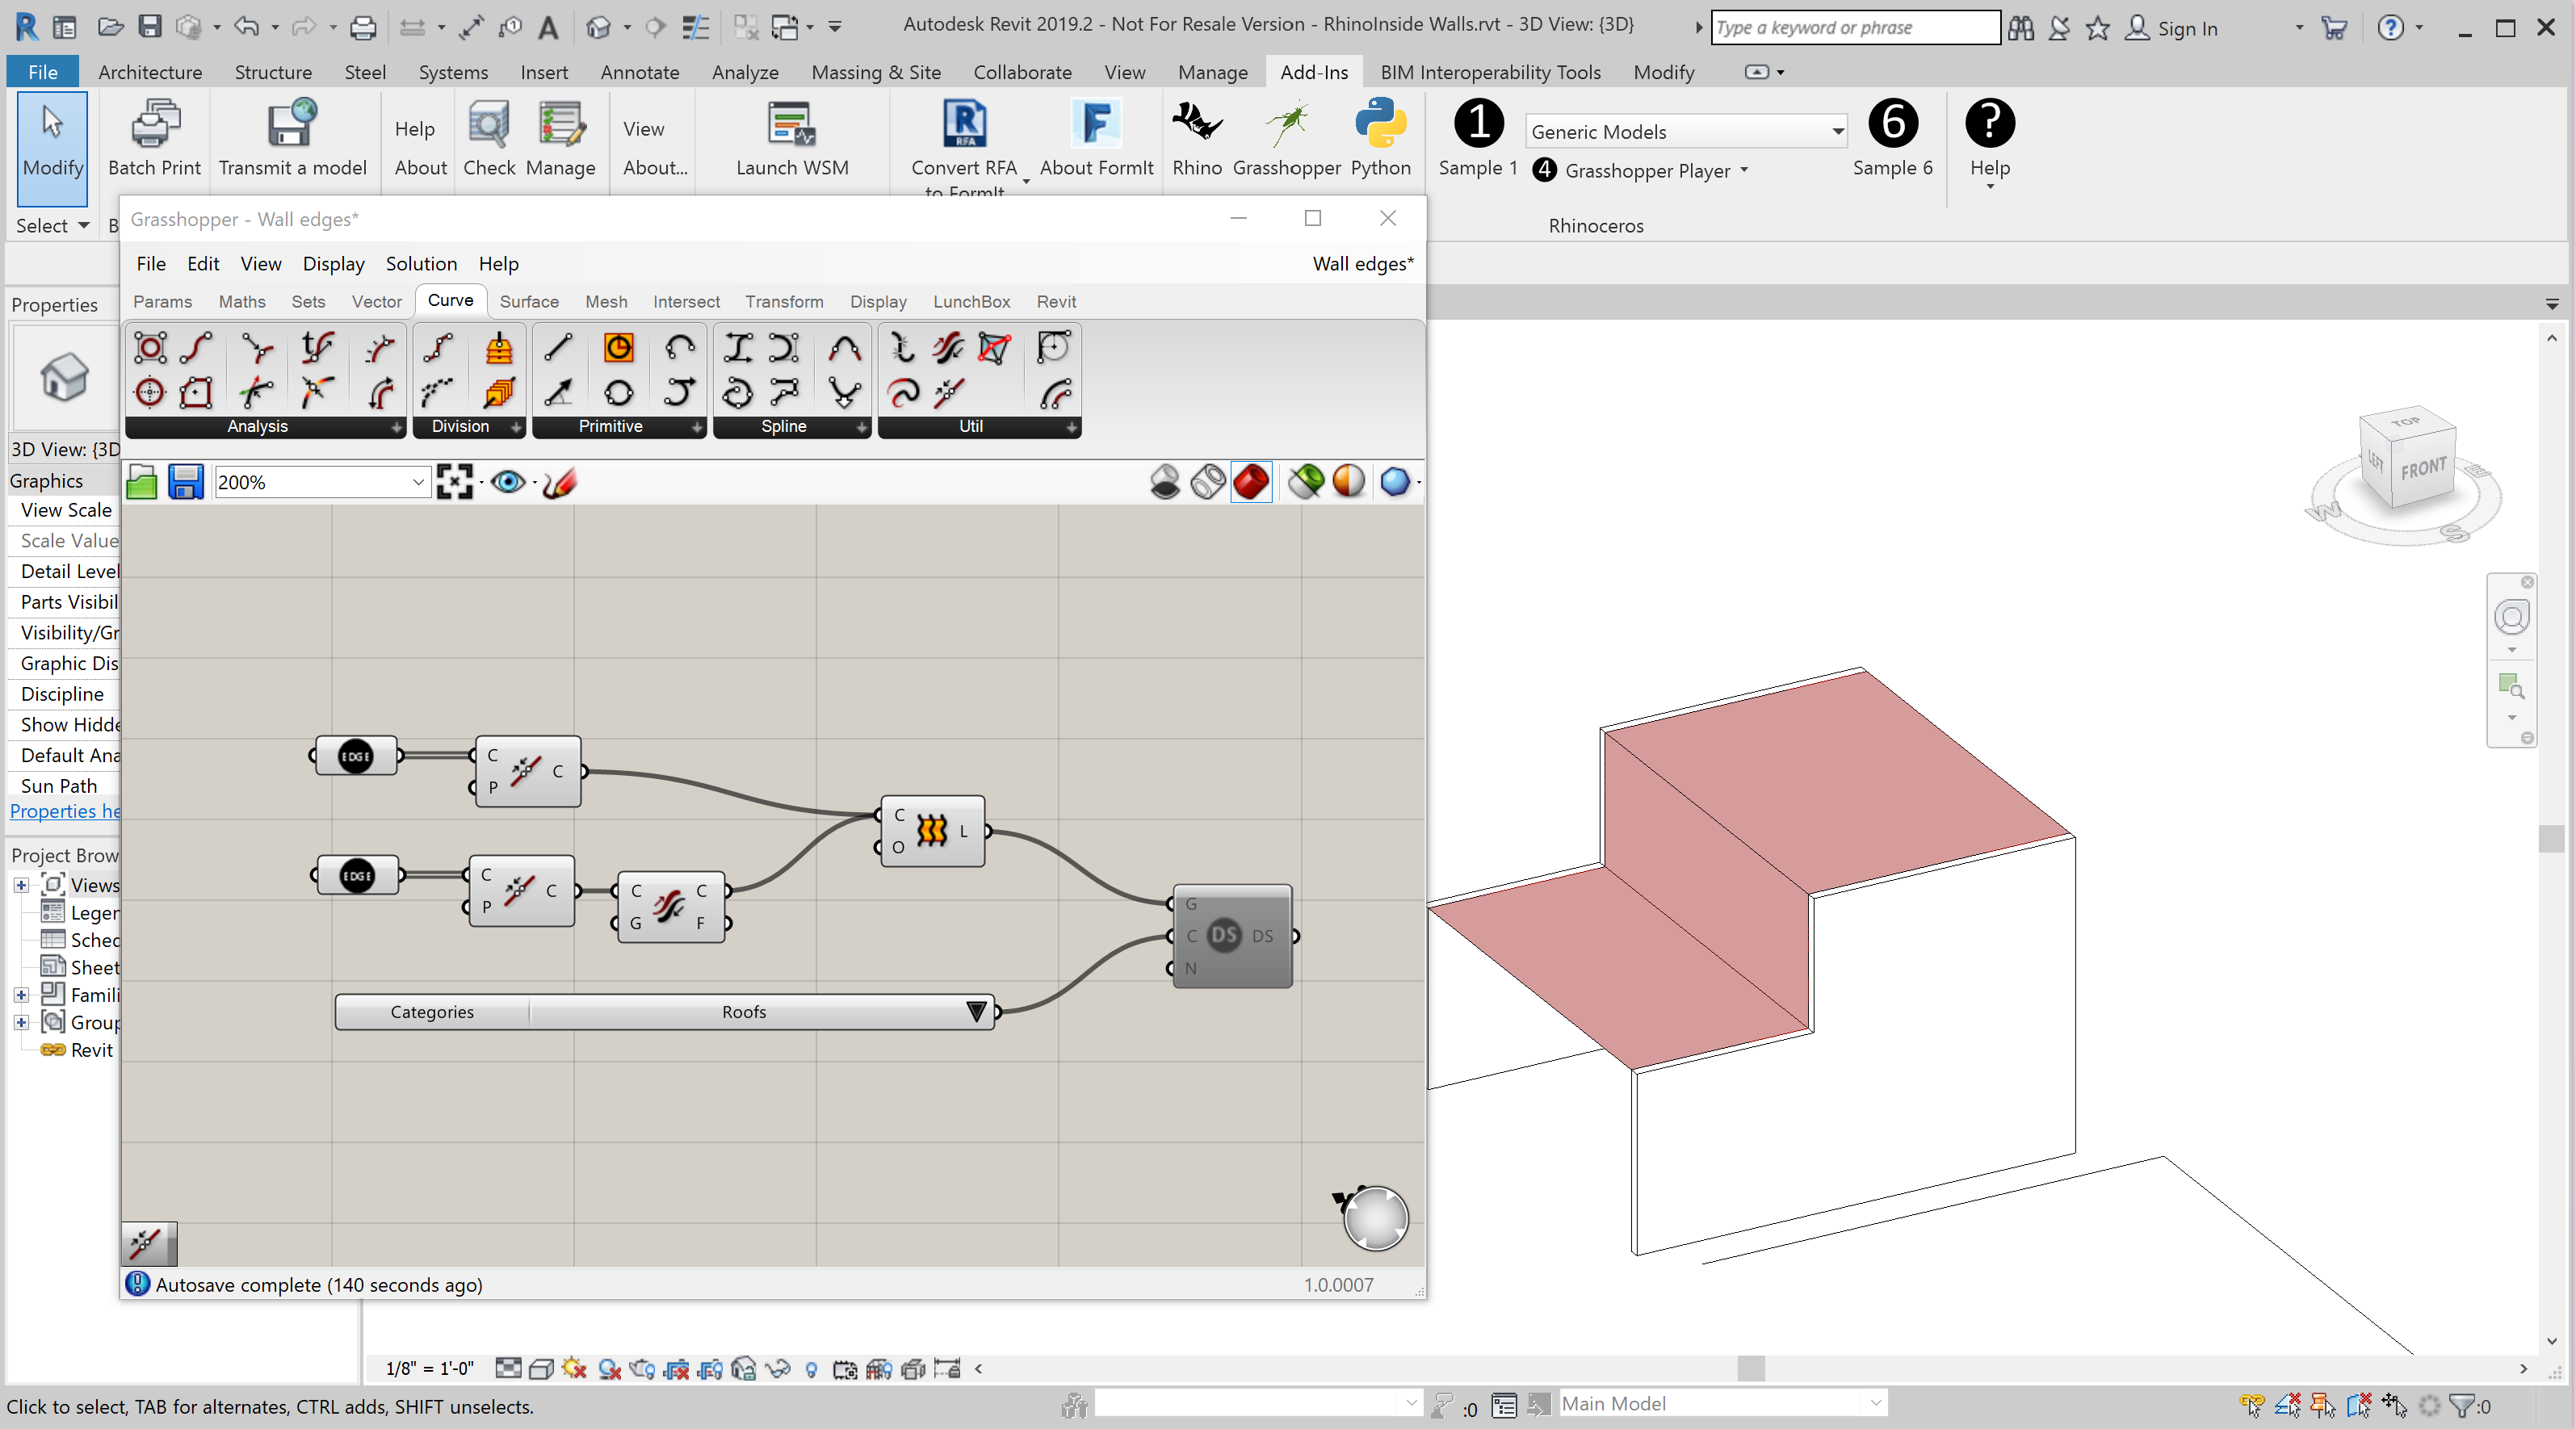 Autodesk Revit 2019.2 - Not For Resale Version - RhinoInside Walls.rvt - 3D View: {3D}
Type a keyword or phrase
Sign In
File Architecture Structure Steel Systems Insert Annotate Analyze Massing & Site Collaborate View Manage Add-Ins BIM Interoperability Tools Modify
Modify
Batch Print
Transmit a model
Help
About
Check
Manage
View
About...
Launch WSM
RFA
Convert RFA
to FormIt
About FormIt
Rhino
Grasshopper
Python
1
Sample 1
Generic Models
4 Grasshopper Player
6
Sample 6
?
Help
Select
B
Rhinoceros
Grasshopper - Wall edges*
File Edit View Display Solution Help
Wall edges*
Params Maths Sets Vector Curve Surface Mesh Intersect Transform Display LunchBox Revit
Analysis
Division
Primitive
Spline
Util
200%
Properties
3D View: {3D
Graphics
View Scale
Scale Value
Detail Level
Parts Visibil
Visibility/Gr
Graphic Dis
Discipline
Show Hidde
Default Ana
Sun Path
Properties he
Project Brow
Views
Leger
Sched
Sheet
Famili
Group
Revit
EDGE
C
P
C
EDGE
C
P
C
C
G
C
F
C
O
L
G
C
N
DS
DS
Categories
Roofs
Autosave complete (140 seconds ago)
1.0.0007
TOP
LEFT
FRONT
W
S
E
1/8" = 1'-0"
Click to select, TAB for alternates, CTRL adds, SHIFT unselects.
:0
Main Model
:0